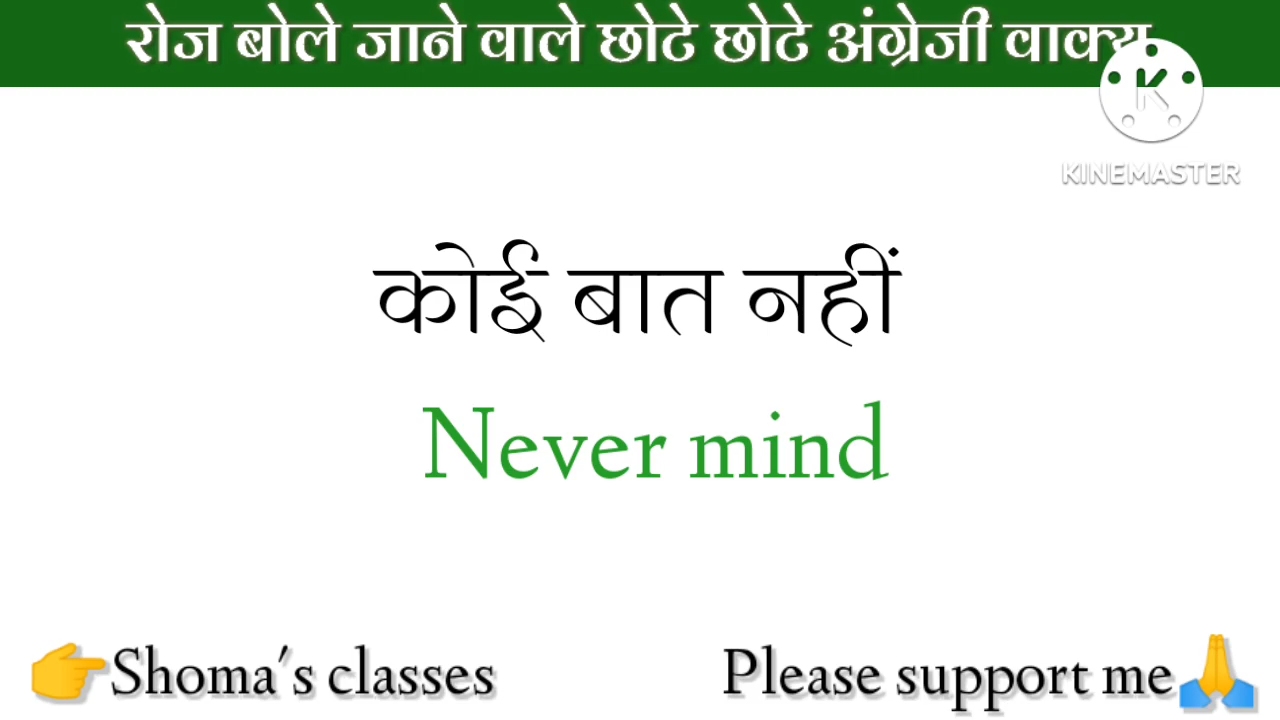 रोज बोले जाने वाले छोटे छोटे अंग्रेजी वाक्य
K
KINEMASTER
कोई बात नहीं
Never mind
👉Shoma's classes
Please support me🙏